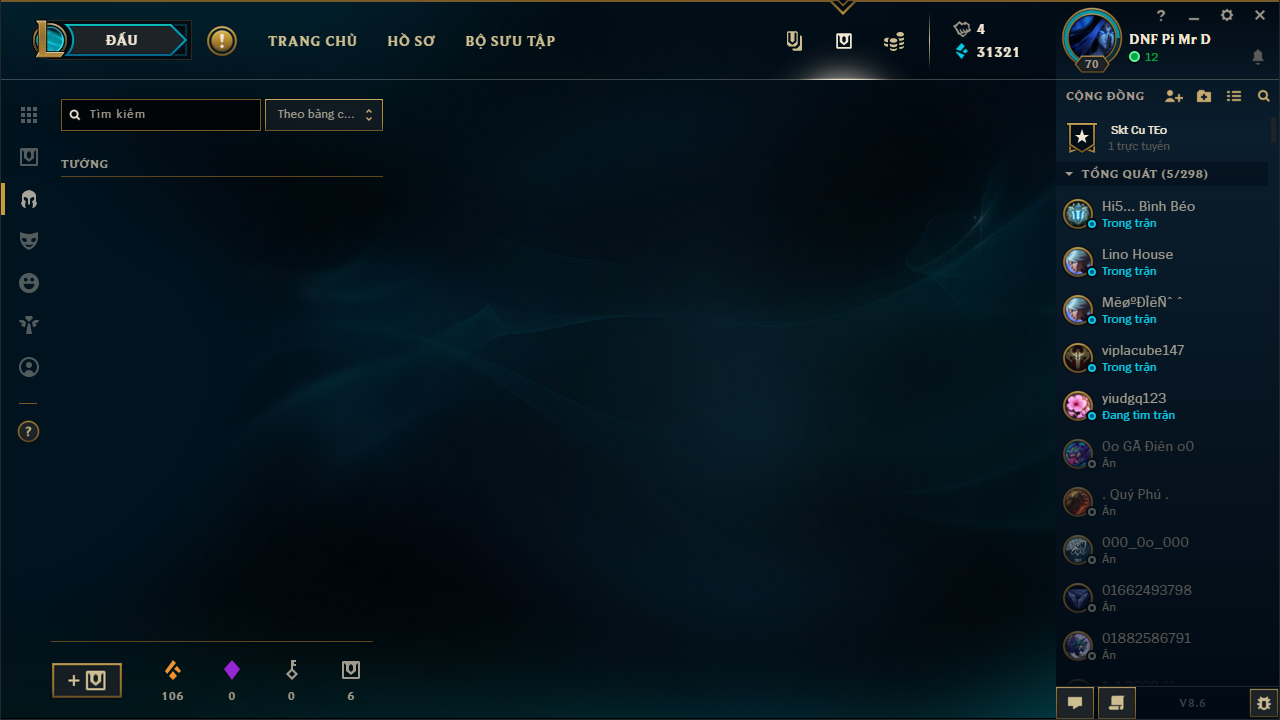 ĐẤU
TRANG CHỦ
HỒ SƠ
BỘ SƯU TẬP
4
31321
70
DNF Pi Mr D
12
Tìm kiếm
Theo bảng c...
TƯỚNG
CỘNG ĐỒNG
Skt Cu TEo
1 trực tuyến
TỔNG QUÁT (5/298)
Hi5... Bình Béo
Trong trận
Lino House
Trong trận
MëøºÐÎëÑˆ ˆ
Trong trận
viplacube147
Trong trận
yiudgq123
Đang tìm trận
0o GÃ Điên o0
Ẩn
. Quý Phú .
Ẩn
000_0o_000
Ẩn
01662493798
Ẩn
01882586791
Ẩn
106
0
0
6
V8.6